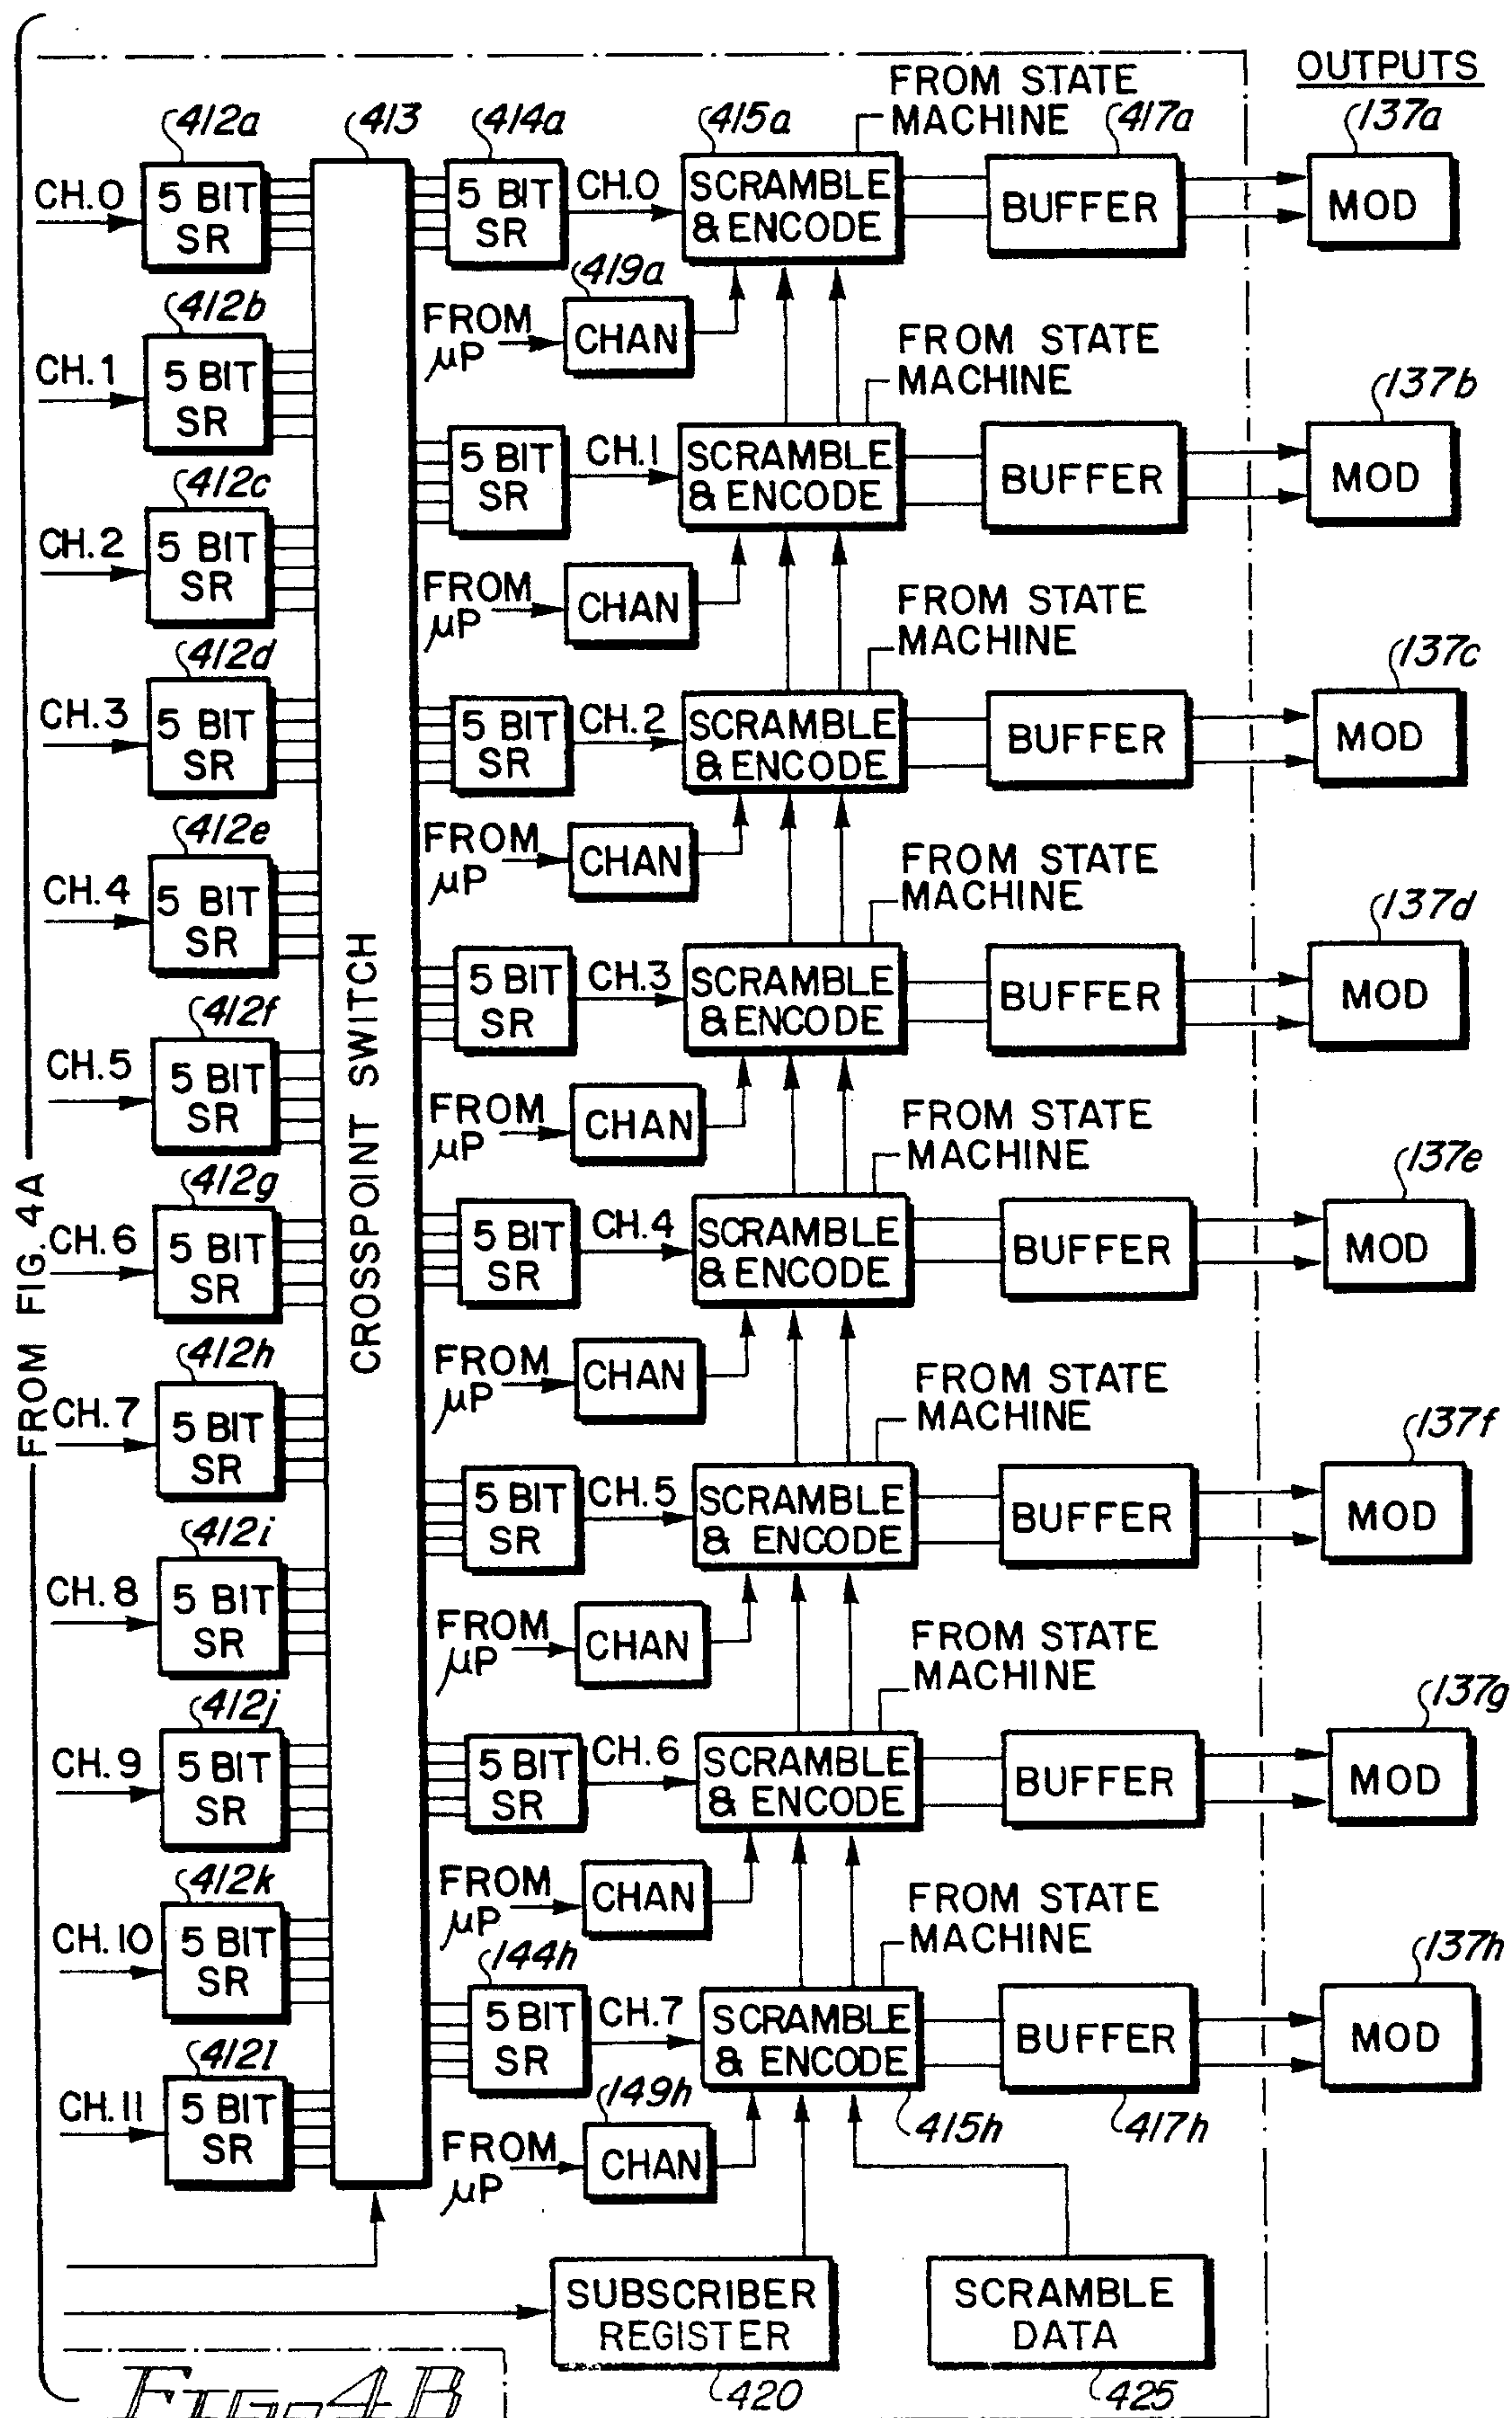 OUTPUTS
FROM STATE
MACHINE
412a
413
414a
415a
417a
137a
CH.0
5 BIT
SR
5 BIT
SR
CH.0
SCRAMBLE
& ENCODE
BUFFER
MOD
419a
FROM
μP
CHAN
412b
CH.1
5 BIT
SR
FROM STATE
MACHINE
137b
5 BIT
SR
CH.1
SCRAMBLE
& ENCODE
BUFFER
MOD
412c
CH.2
5 BIT
SR
FROM
μP
CHAN
FROM STATE
MACHINE
137c
412d
CH.3
5 BIT
SR
5 BIT
SR
CH.2
SCRAMBLE
& ENCODE
BUFFER
MOD
412e
CH.4
5 BIT
SR
FROM
μP
CHAN
FROM STATE
MACHINE
137d
CROSSPOINT SWITCH
5 BIT
SR
CH.3
SCRAMBLE
& ENCODE
BUFFER
MOD
412f
CH.5
5 BIT
SR
FROM
μP
CHAN
FROM STATE
MACHINE
137e
FROM FIG. 4A
412g
CH.6
5 BIT
SR
5 BIT
SR
CH.4
SCRAMBLE
& ENCODE
BUFFER
MOD
412h
CH.7
5 BIT
SR
FROM
μP
CHAN
FROM STATE
MACHINE
137f
5 BIT
SR
CH.5
SCRAMBLE
& ENCODE
BUFFER
MOD
412i
CH.8
5 BIT
SR
FROM
μP
CHAN
FROM STATE
MACHINE
137g
412j
CH.9
5 BIT
SR
5 BIT
SR
CH.6
SCRAMBLE
& ENCODE
BUFFER
MOD
412k
CH.10
5 BIT
SR
FROM
μP
CHAN
FROM STATE
MACHINE
137h
144h
5 BIT
SR
CH.7
SCRAMBLE
& ENCODE
BUFFER
MOD
412l
CH.11
5 BIT
SR
149h
FROM
μP
CHAN
415h
417h
SUBSCRIBER
REGISTER
SCRAMBLE
DATA
420
425
FIG. 4B